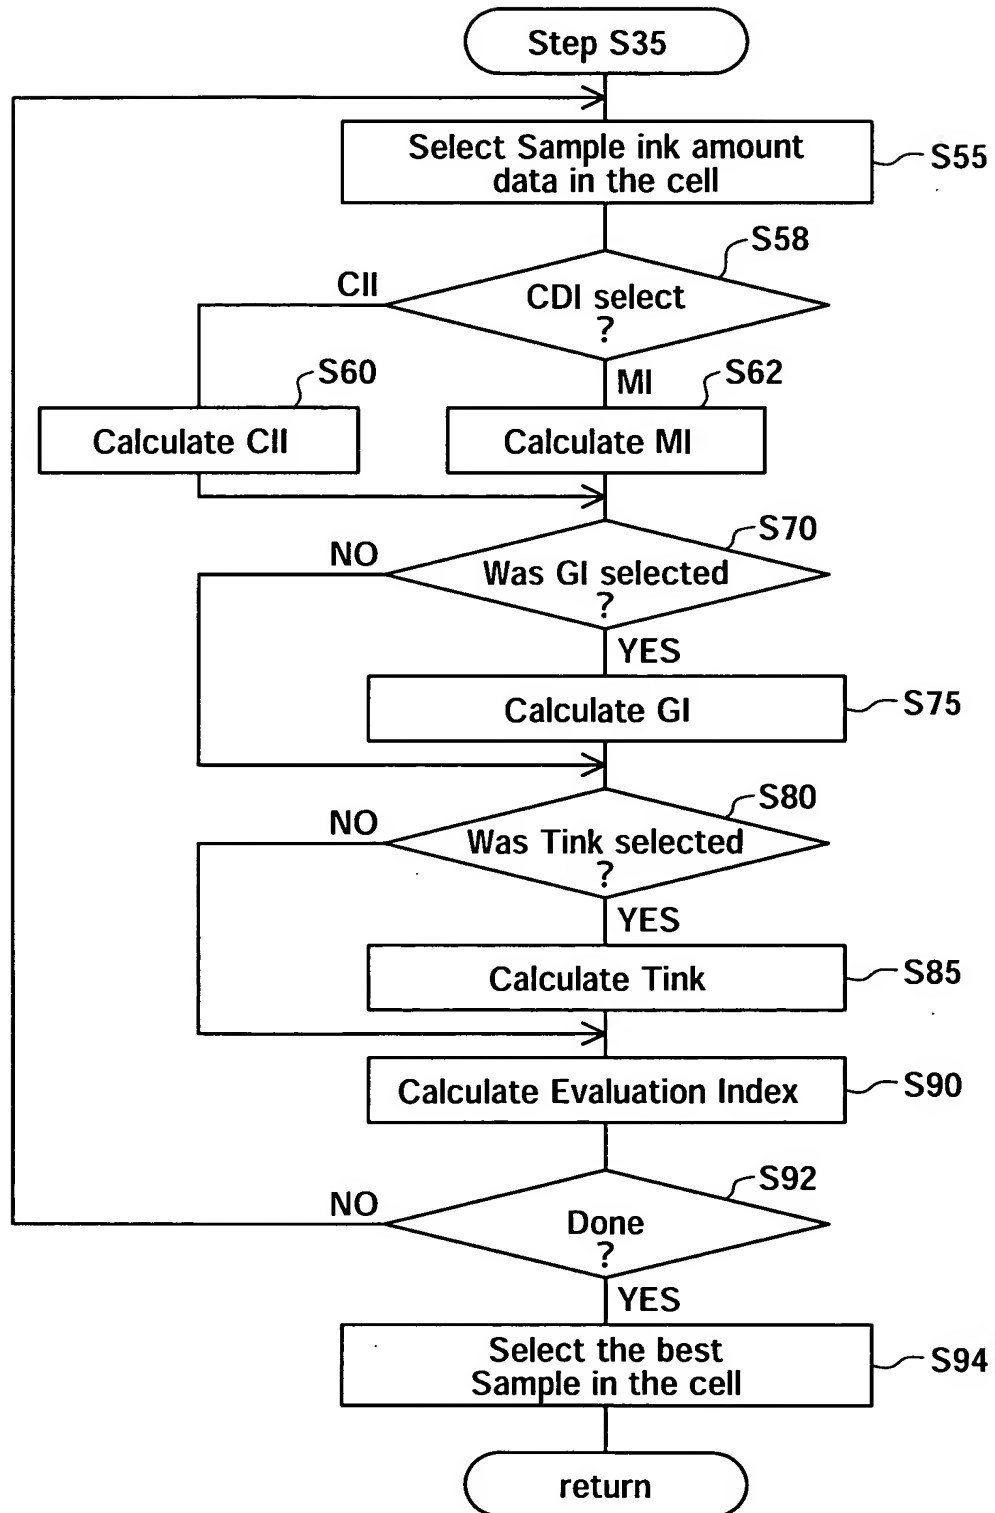 Step S35
Select Sample ink amount
data in the cell
S55
S58
CII
CDI select
?
MI
S60
S62
Calculate CII
Calculate MI
S70
NO
Was GI selected
?
YES
Calculate GI
S75
S80
NO
Was Tink selected
?
YES
Calculate Tink
S85
Calculate Evaluation Index
S90
S92
NO
Done
?
YES
Select the best
Sample in the cell
S94
return